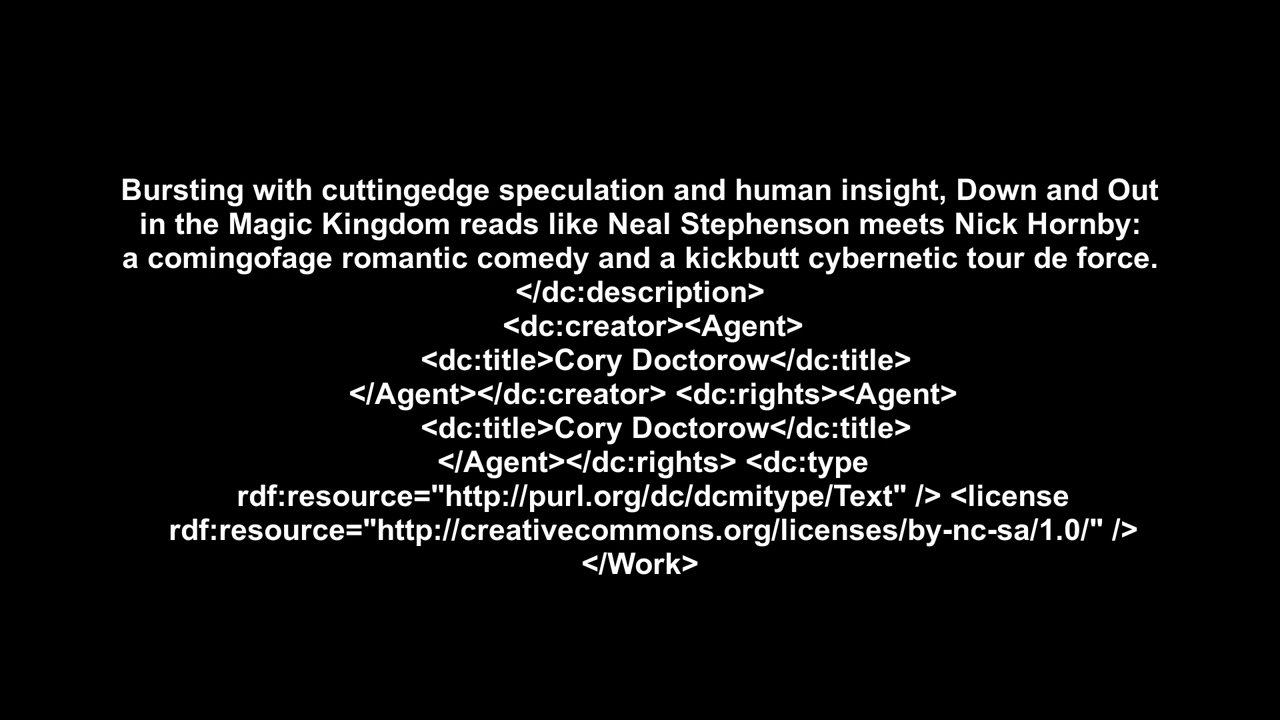 Bursting with cuttingedge speculation and human insight, Down and Out
in the Magic Kingdom reads like Neal Stephenson meets Nick Hornby:
a comingofage romantic comedy and a kickbutt cybernetic tour de force.
</dc:description>
<dc:creator><Agent>
<dc:title>Cory Doctorow</dc:title>
</Agent></dc:creator> <dc:rights><Agent>
<dc:title>Cory Doctorow</dc:title>
</Agent></dc:rights> <dc:type
rdf:resource="http://purl.org/dc/dcmitype/Text" /> <license
rdf:resource="http://creativecommons.org/licenses/by-nc-sa/1.0/" />
</Work>